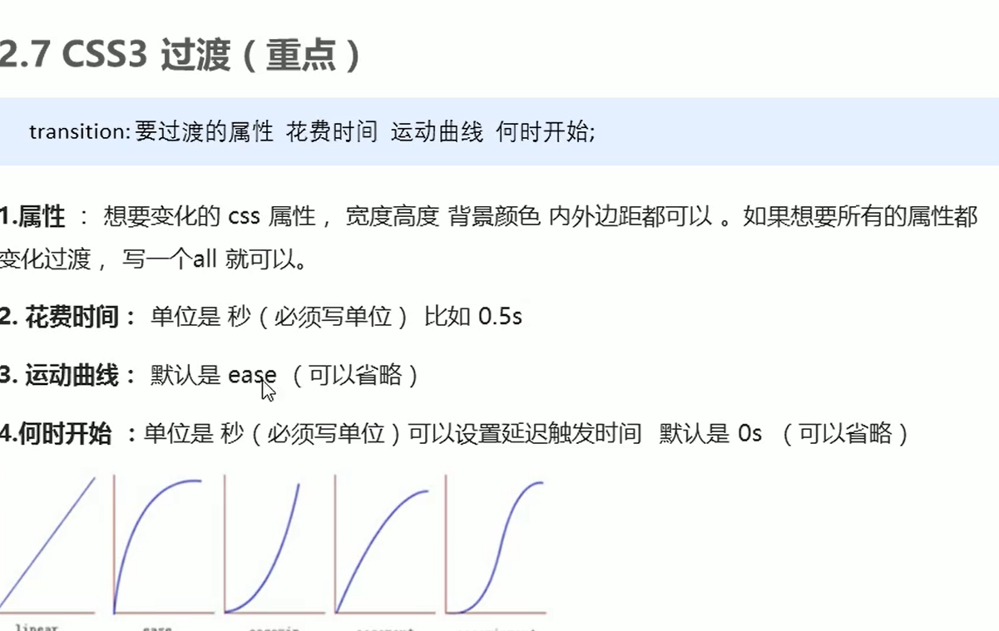 2.7 CSS3 过渡（重点）
transition: 要过渡的属性 花费时间 运动曲线 何时开始;
1.属性 ： 想要变化的 css 属性， 宽度高度 背景颜色 内外边距都可以 。如果想要所有的属性都
变化过渡， 写一个all 就可以。
2. 花费时间： 单位是 秒（必须写单位） 比如 0.5s
3. 运动曲线： 默认是 ease （可以省略）
4.何时开始 ：单位是 秒（必须写单位）可以设置延迟触发时间 默认是 0s （可以省略）
linear ease